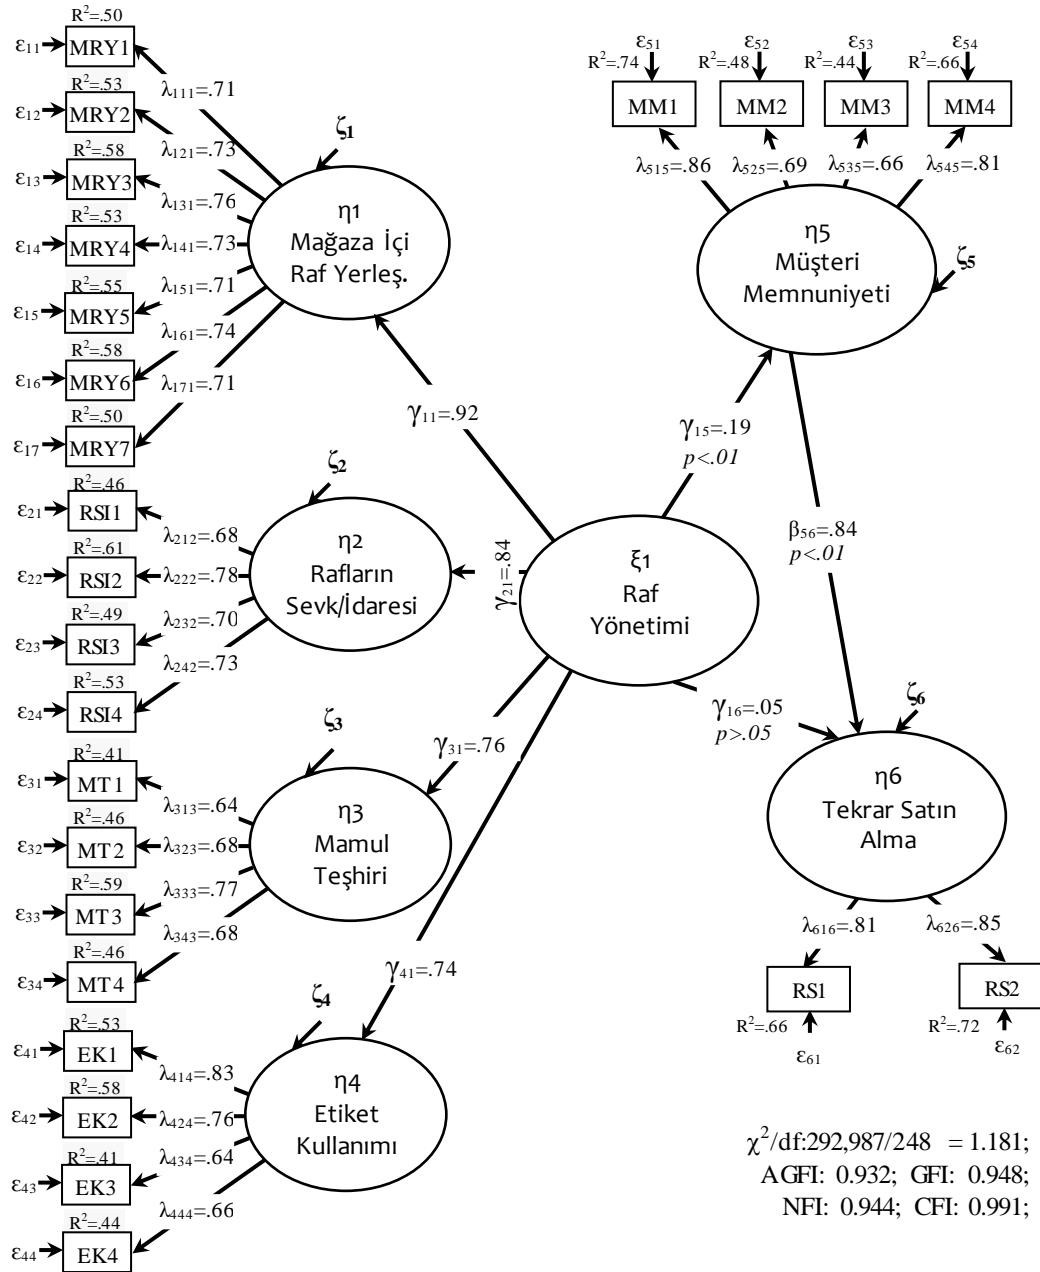 R²=.50
ε₁₁ MRY1
λ₁₁₁=.71
R²=.53
ε₁₂ MRY2
λ₁₂₁=.73
R²=.58
ε₁₃ MRY3
λ₁₃₁=.76
R²=.53
ε₁₄ MRY4
λ₁₄₁=.73
R²=.55
ε₁₅ MRY5
λ₁₅₁=.71
R²=.58
ε₁₆ MRY6
λ₁₆₁=.74
R²=.50
ε₁₇ MRY7
λ₁₇₁=.71
ζ₁
η1
Mağaza İçi
Raf Yerleş.
R²=.46
ε₂₁ RSI1
λ₂₁₂=.68
R²=.61
ε₂₂ RSI2
λ₂₂₂=.78
R²=.49
ε₂₃ RSI3
λ₂₃₂=.70
R²=.53
ε₂₄ RSI4
λ₂₄₂=.73
ζ₂
η2
Rafların
Sevk/İdaresi
R²=.41
ε₃₁ MT1
λ₃₁₃=.64
R²=.46
ε₃₂ MT2
λ₃₂₃=.68
R²=.59
ε₃₃ MT3
λ₃₃₃=.77
R²=.46
ε₃₄ MT4
λ₃₄₃=.68
ζ₃
η3
Mamul
Teşhiri
R²=.53
ε₄₁ EK1
λ₄₁₄=.83
R²=.58
ε₄₂ EK2
λ₄₂₄=.76
R²=.41
ε₄₃ EK3
λ₄₃₄=.64
R²=.44
ε₄₄ EK4
λ₄₄₄=.66
ζ₄
η4
Etiket
Kullanımı
γ₁₁=.92
γ₂₁=.84
γ₃₁=.76
γ₄₁=.74
ξ1
Raf
Yönetimi
γ₁₅=.19
p<.01
γ₁₆=.05
p>.05
β₅₆=.84
p<.01
ε₅₁ ε₅₂ ε₅₃ ε₅₄
R²=.74 R²=.48 R²=.44 R²=.66
MM1 MM2 MM3 MM4
λ₅₁₅=.86 λ₅₂₅=.69 λ₅₃₅=.66 λ₅₄₅=.81
η5
Müşteri
Memnuniyeti
ζ₅
ζ₆
η6
Tekrar Satın
Alma
λ₆₁₆=.81 λ₆₂₆=.85
RS1 RS2
R²=.66 R²=.72
ε₆₁ ε₆₂
χ²/df:292,987/248 = 1.181;
AGFI: 0.932; GFI: 0.948;
NFI: 0.944; CFI: 0.991;